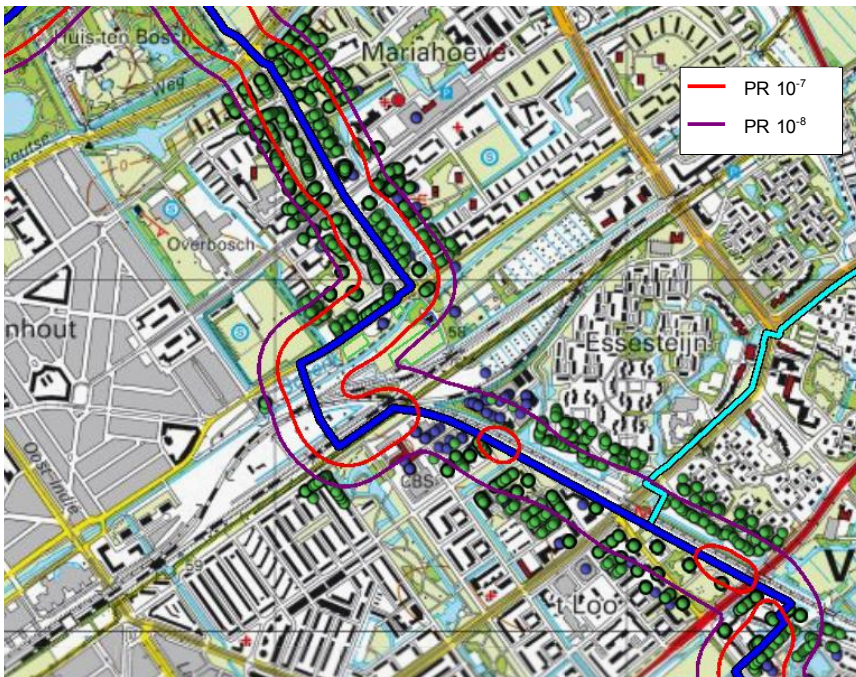 Huis ten Bosch
Mariahoeve
PR 10-7
PR 10-8
Weg
P
S
0
S
Overbosch
nhout
S
58
Essesteijn
Oost-Indie
CBS
59
't Loo
V